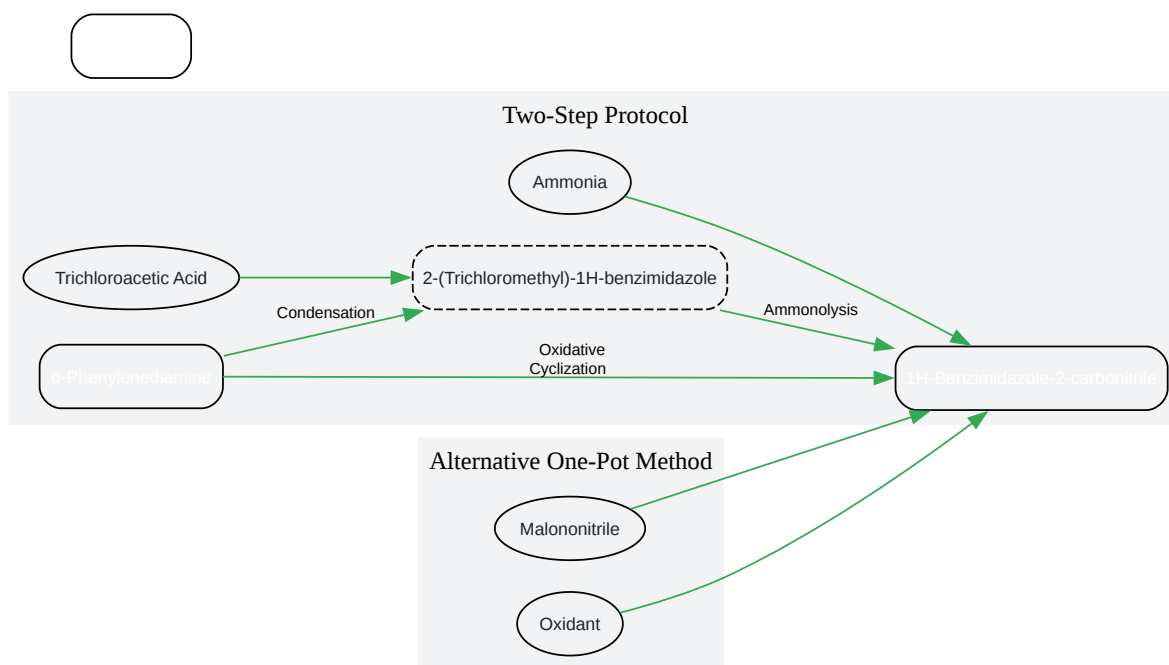 Two-Step Protocol
Ammonia
Trichloroacetic Acid
2-(Trichloromethyl)-1H-benzimidazole
Ammonolysis
Condensation
Oxidative
Cyclization
o-Phenylenediamine
1H-Benzimidazole-2-carbonitrile
Alternative One-Pot Method
Malononitrile
Oxidant